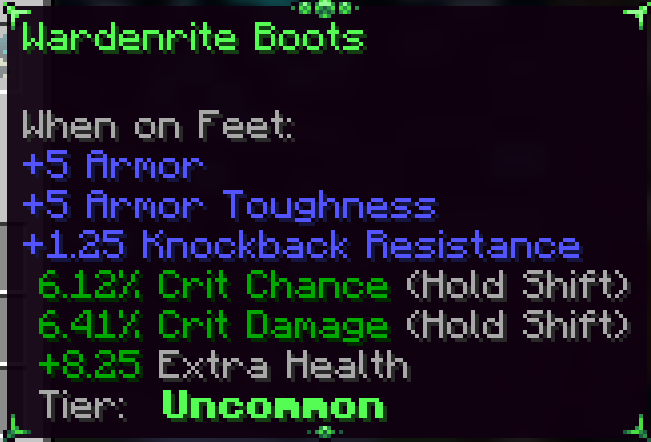 Wardenrite Boots
When on Feet:
+5 Armor
+5 Armor Toughness
+1.25 Knockback Resistance
6.12% Crit Chance (Hold Shift)
6.41% Crit Damage (Hold Shift)
+8.25 Extra Health
Tier: Uncommon